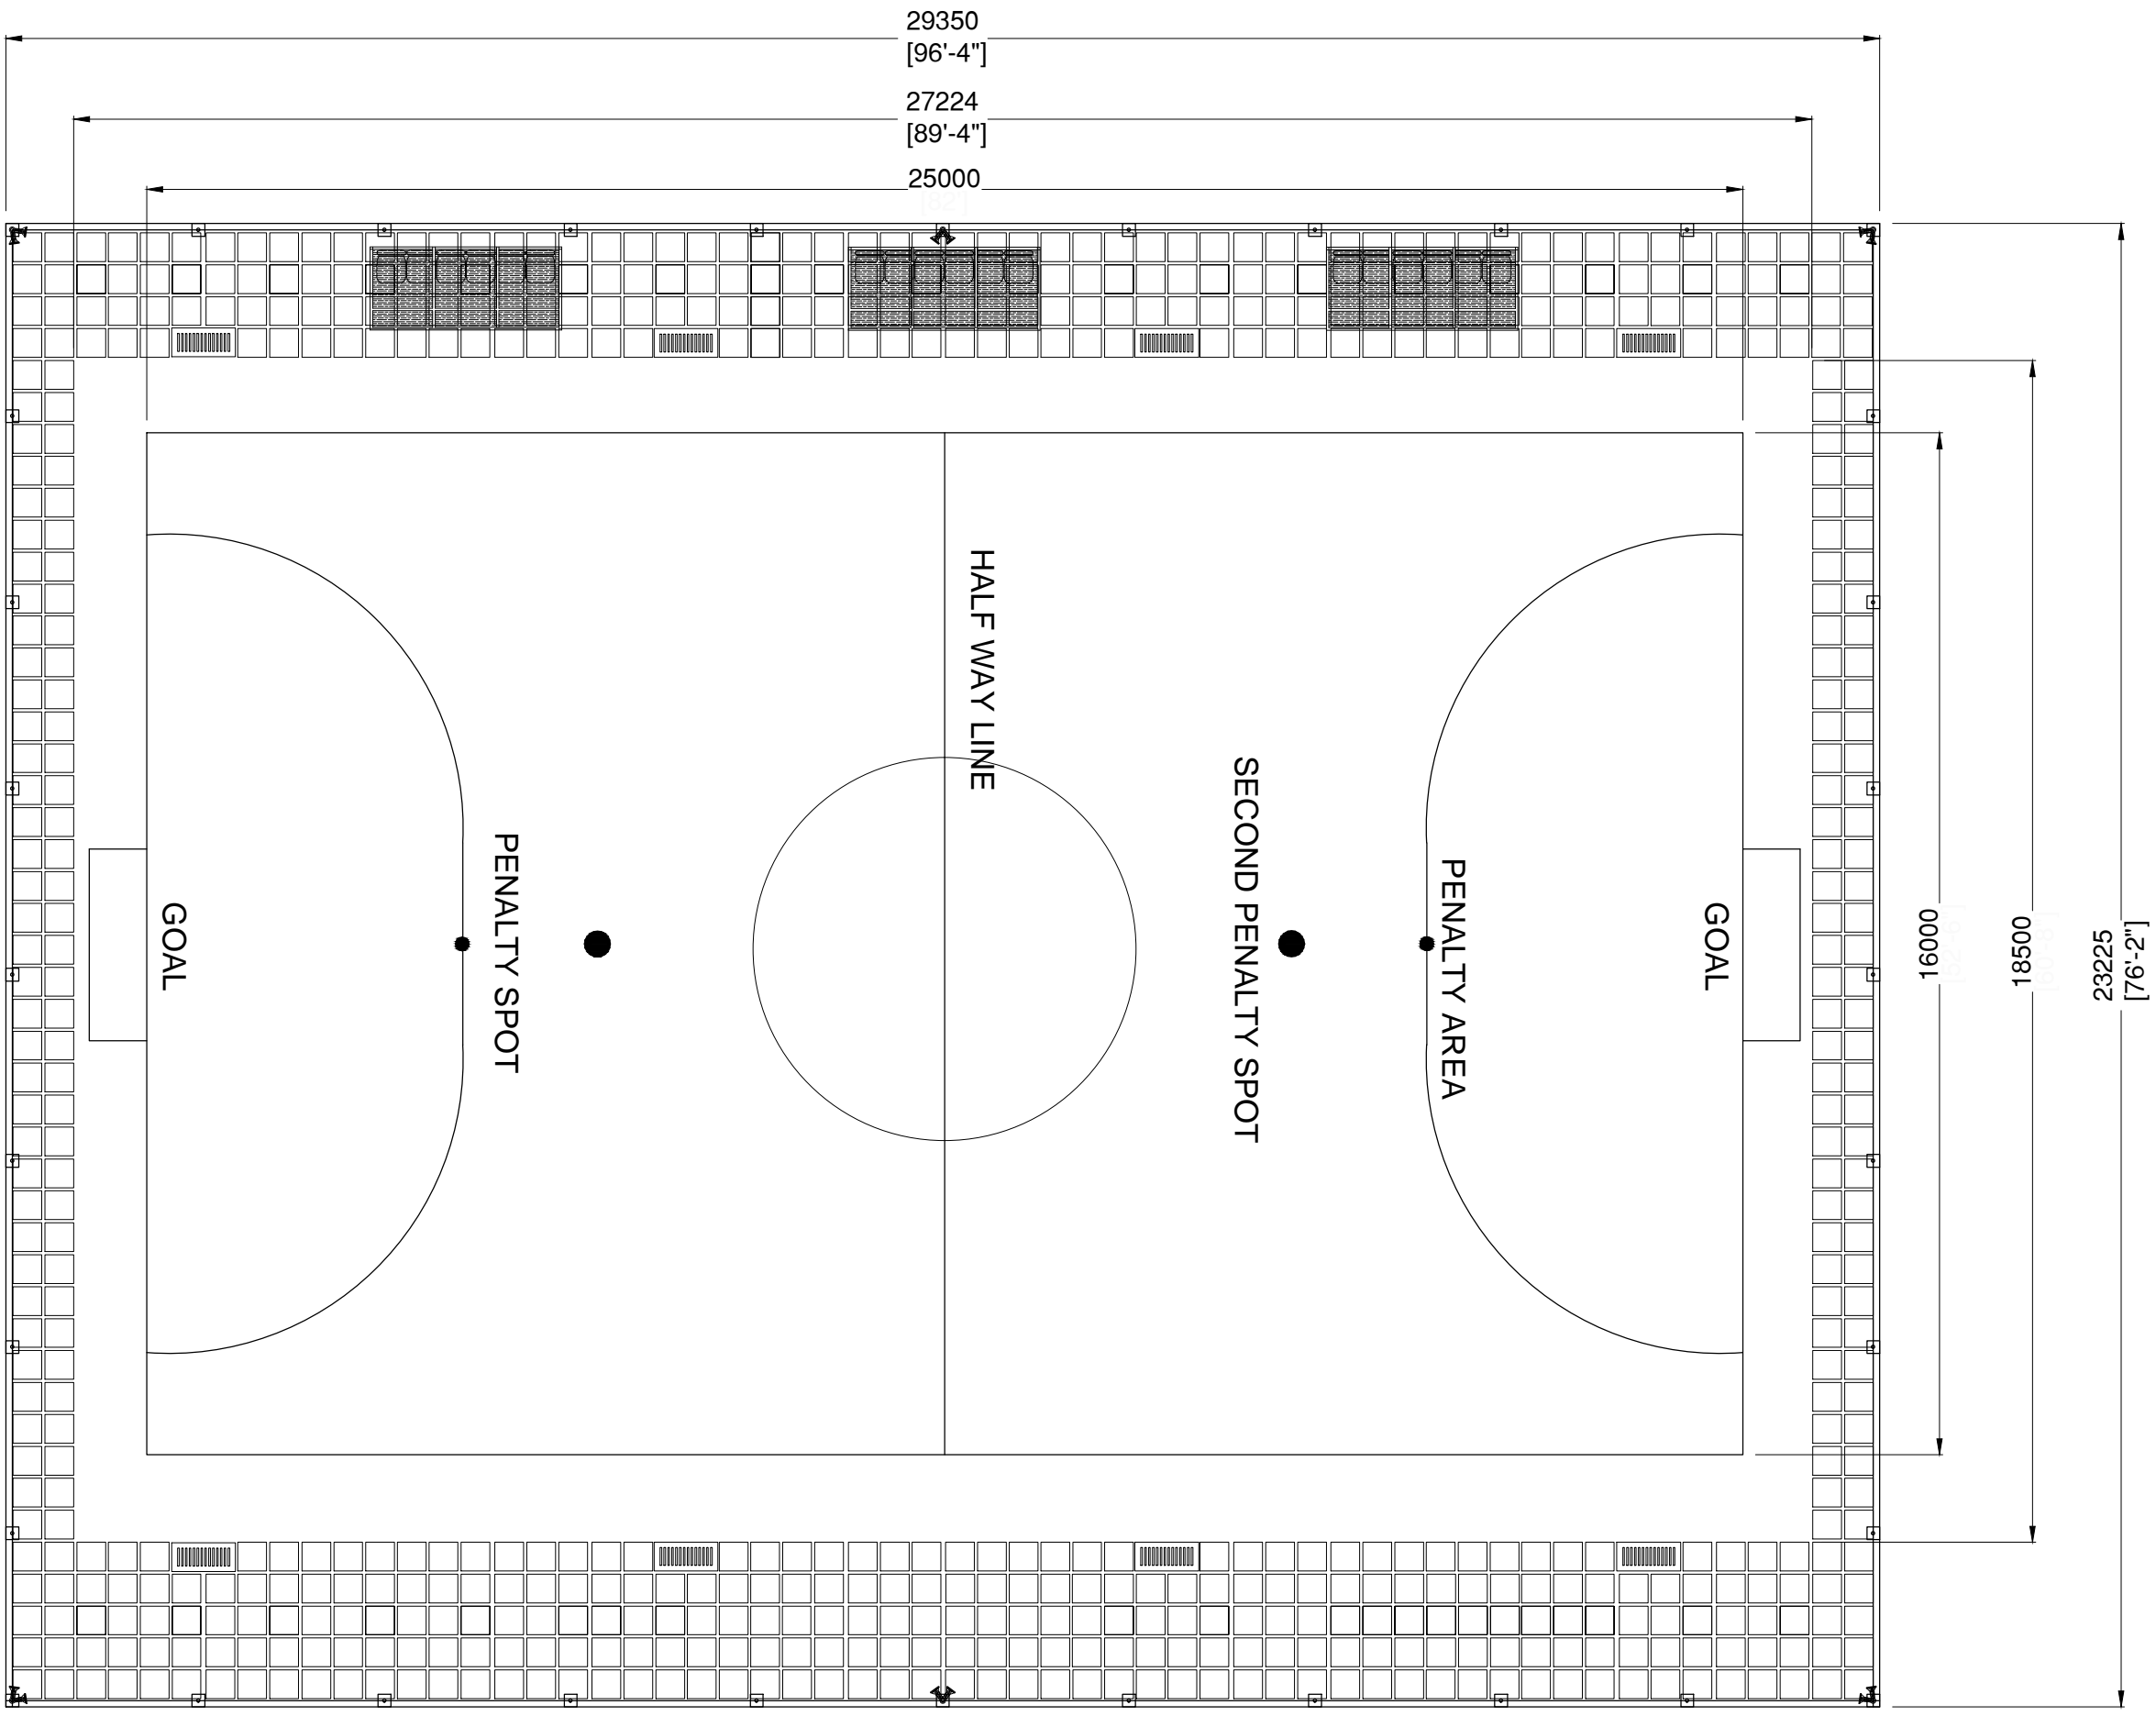 29350
[96'-4"]
27224
[89'-4"]
25000
[82']
HALF WAY LINE
SECOND PENALTY SPOT
PENALTY SPOT
PENALTY AREA
GOAL
GOAL
16000
18500
23225
[76'-2"]